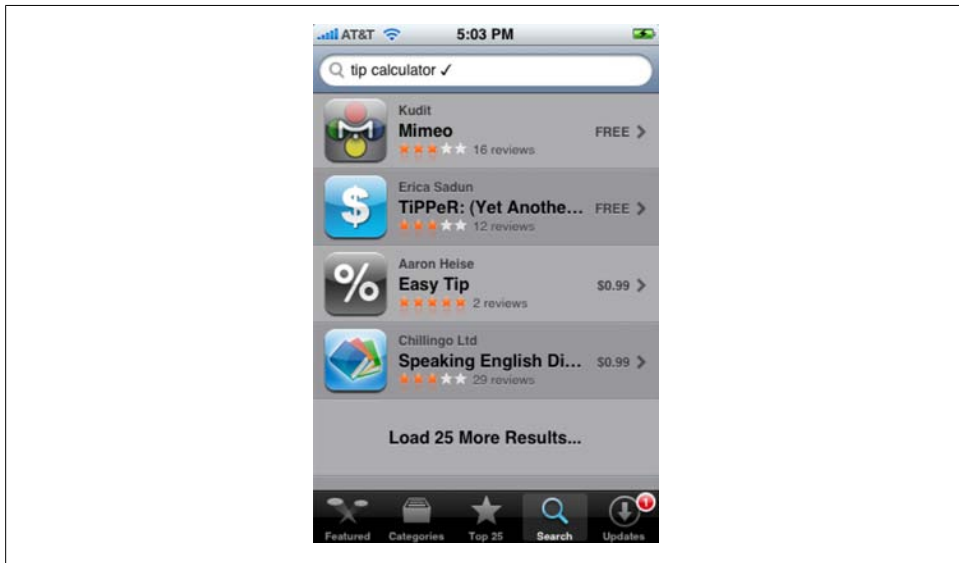 AT&T 5:03 PM
tip calculator ✓
Kudit
Mimeo FREE
16 reviews
Erica Sadun
$ TiPPeR: (Yet Anothe... FREE
12 reviews
Aaron Heise
% Easy Tip $0.99
2 reviews
Chillingo Ltd
Speaking English Di... $0.99
29 reviews
Load 25 More Results...
1
Featured Categories Top 25 Search Updates